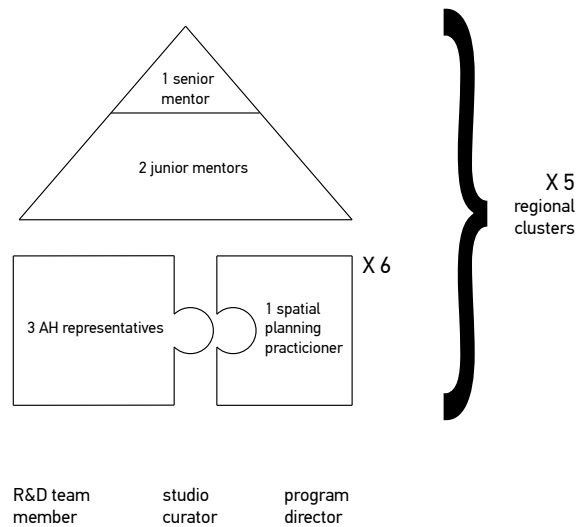 1 senior
mentor
2 junior mentors
X 5
regional
clusters
X 6
3 AH representatives
1 spatial
planning
practicioner
R&D team
member
studio
curator
program
director